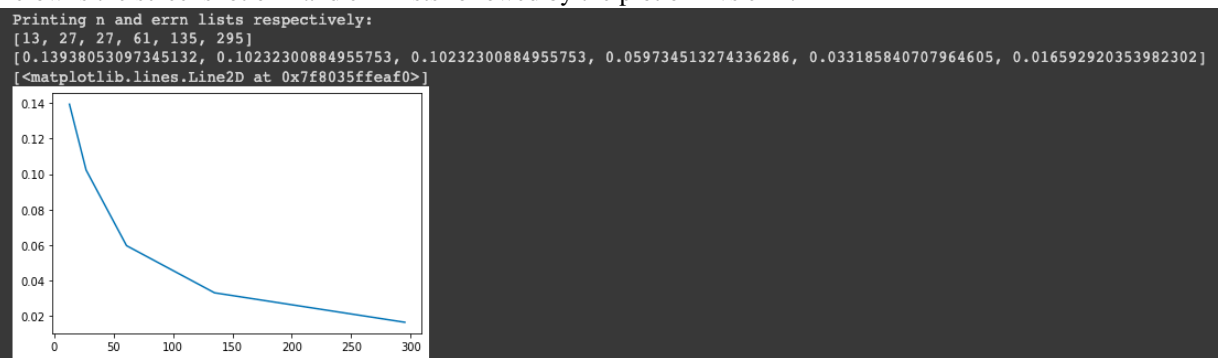 Printing n and errn lists respectively:
[13, 27, 27, 61, 135, 295]
[0.13938053097345132, 0.10232300884955753, 0.10232300884955753, 0.059734513274336286, 0.033185840707964605, 0.016592920353982302]
[<matplotlib.lines.Line2D at 0x7f8035ffeaf0>]
0.14
0.12
0.10
0.08
0.06
0.04
0.02
0 50 100 150 200 250 300